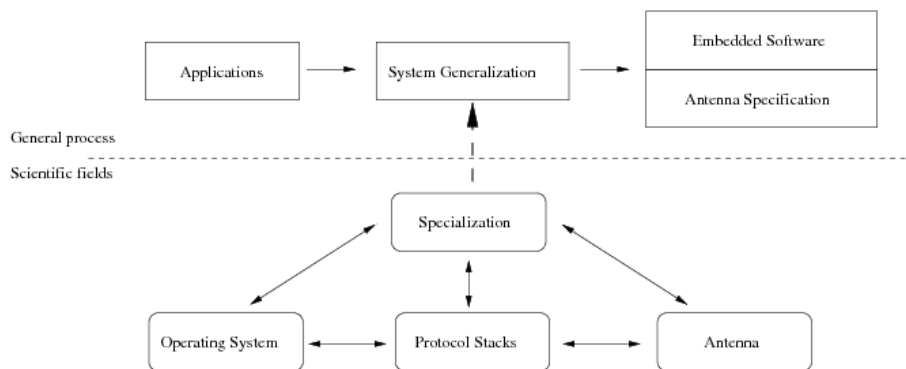 Embedded Software
Applications
System Generalization
Antenna Specification
General process
Scientific fields
Specialization
Operating System
Protocol Stacks
Antenna